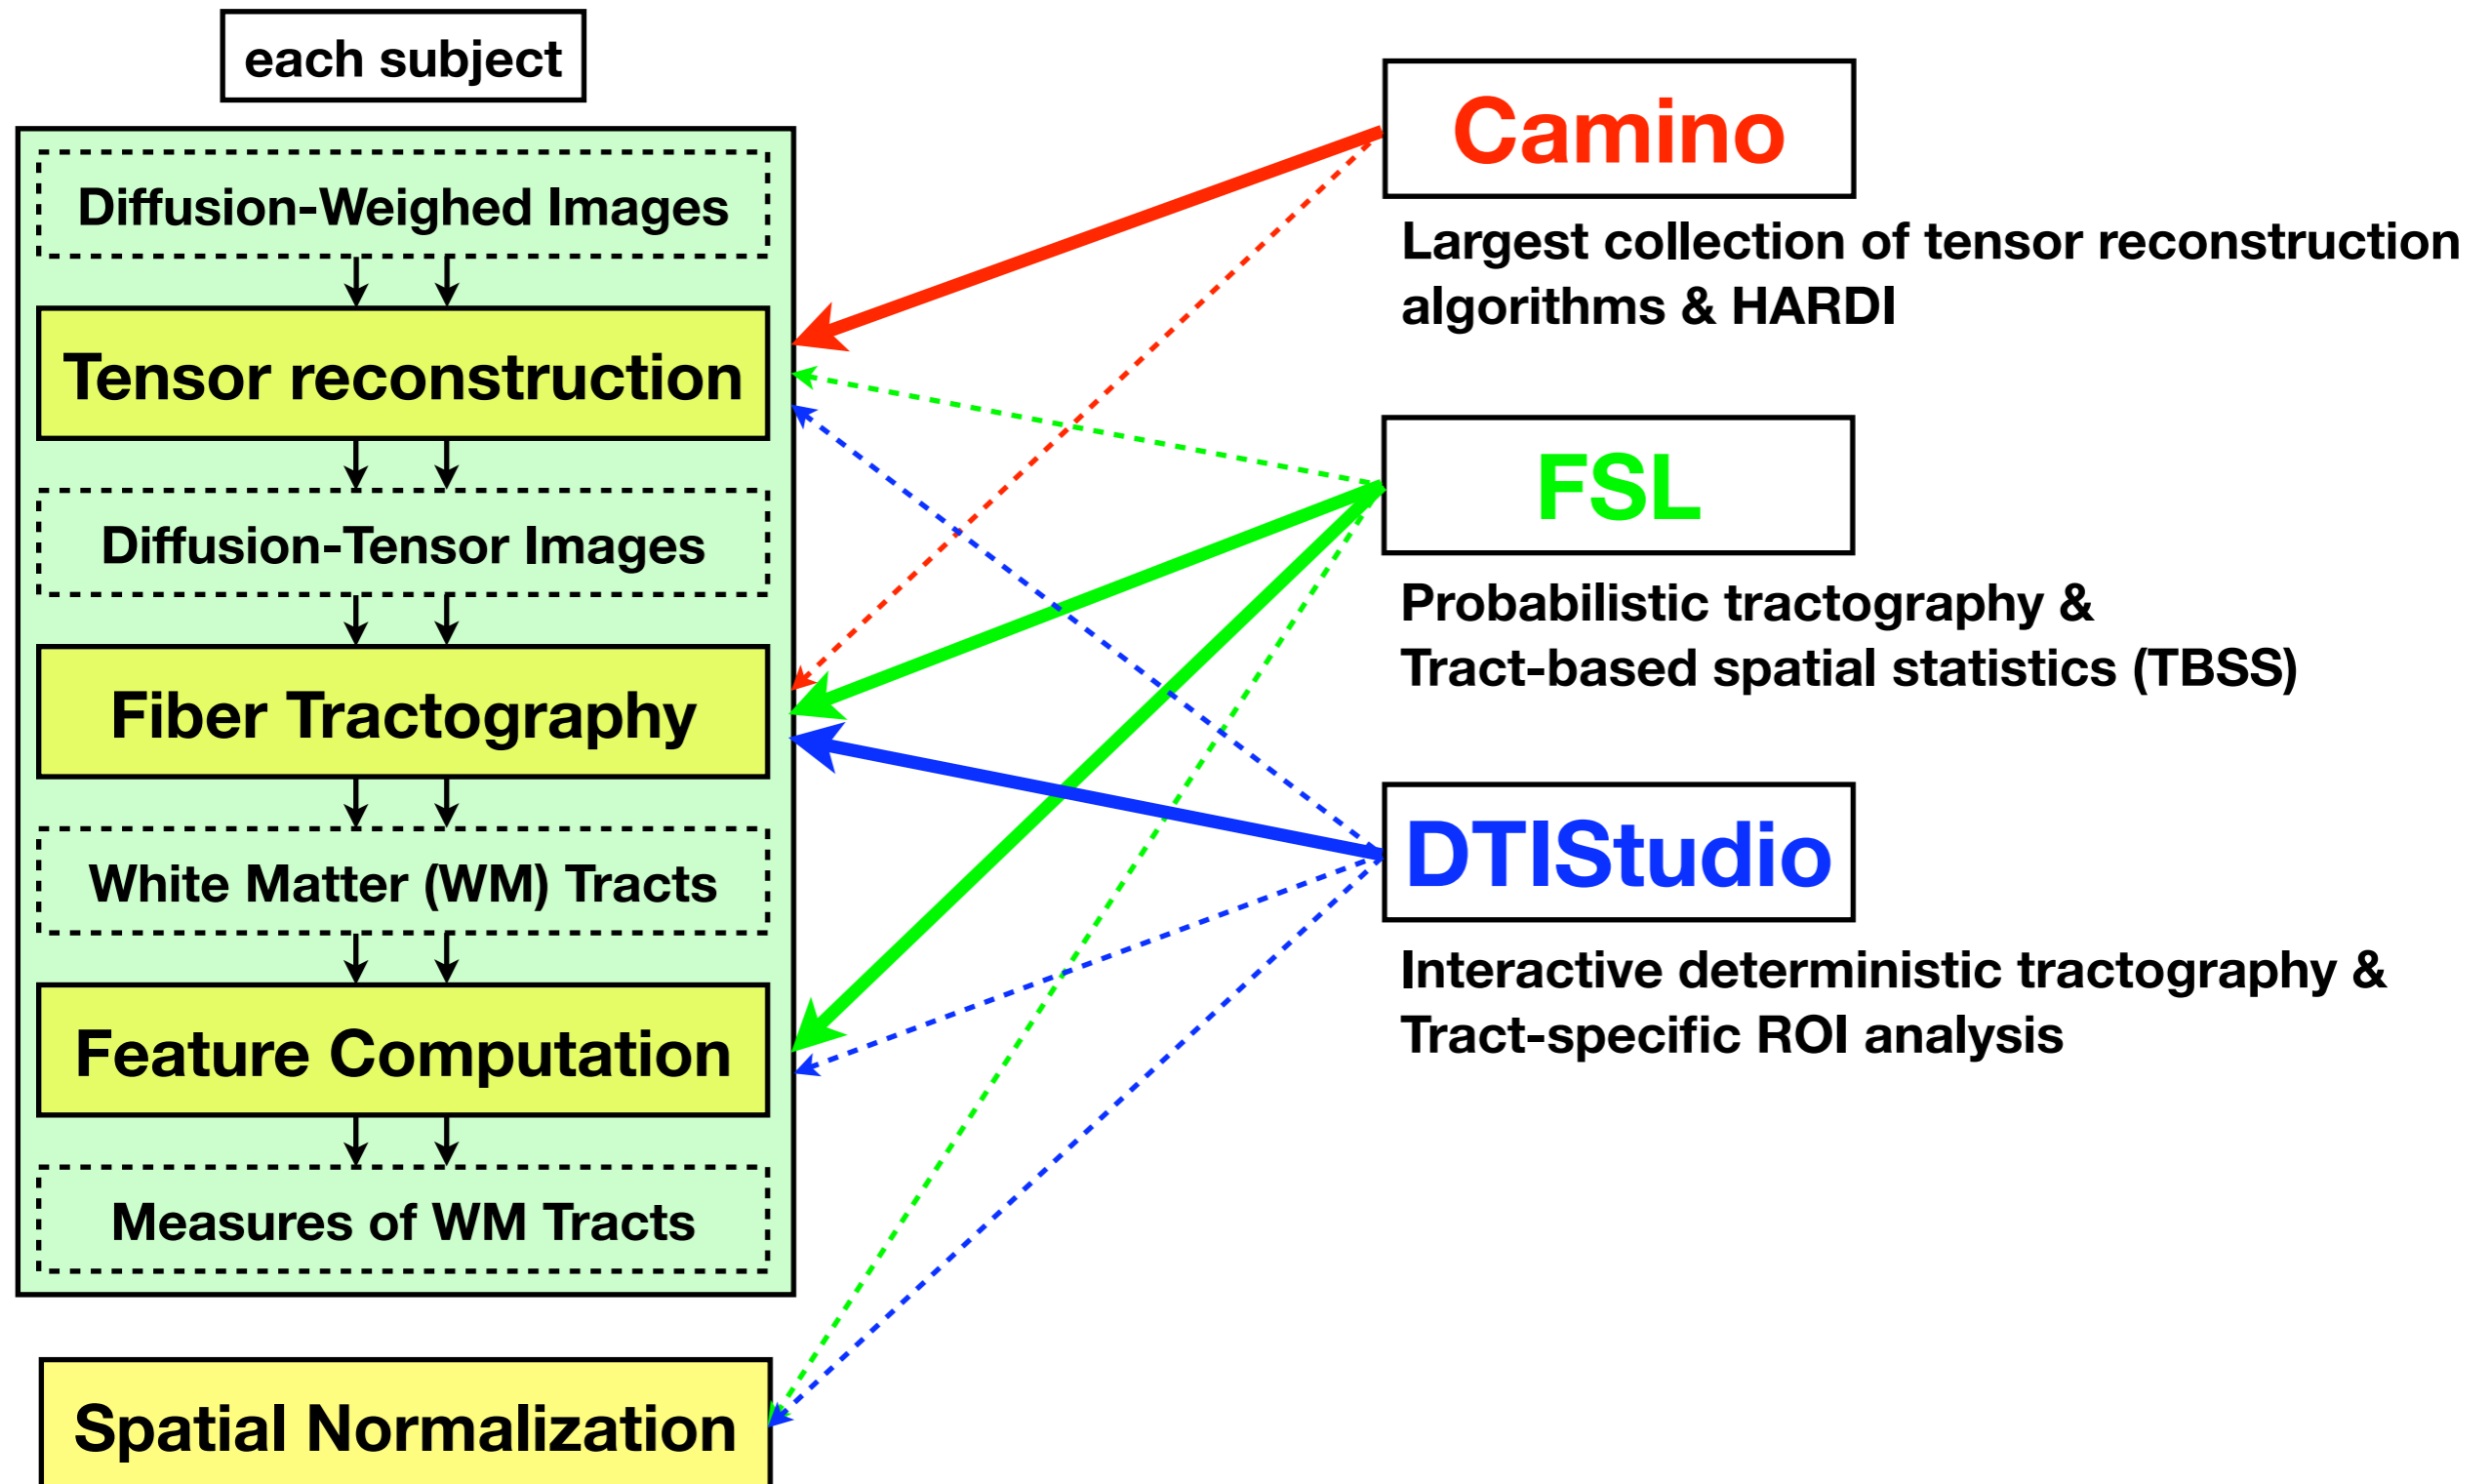 each subject
Diffusion-Weighed Images
Tensor reconstruction
Diffusion-Tensor Images
Fiber Tractography
White Matter (WM) Tracts
Feature Computation
Measures of WM Tracts
Spatial Normalization
Camino
Largest collection of tensor reconstruction
algorithms & HARDI
FSL
Probabilistic tractography &
Tract-based spatial statistics (TBSS)
DTIStudio
Interactive deterministic tractography &
Tract-specific ROI analysis